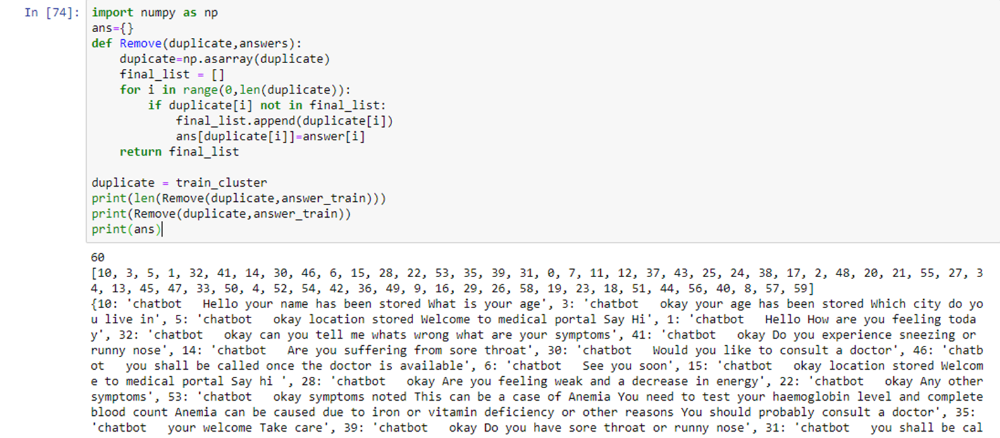 In [74]: import numpy as np
ans={}
def Remove(duplicate,answers):
    dupicate=np.asarray(duplicate)
    final_list = []
    for i in range(0,len(duplicate)):
        if duplicate[i] not in final_list:
            final_list.append(duplicate[i])
            ans[duplicate[i]]=answer[i]
    return final_list
duplicate = train_cluster
print(len(Remove(duplicate,answer_train)))
print(Remove(duplicate,answer_train))
print(ans)
60
[10, 3, 5, 1, 32, 41, 14, 30, 46, 6, 15, 28, 22, 53, 35, 39, 31, 0, 7, 11, 12, 37, 43, 25, 24, 38, 17, 2, 48, 20, 21, 55, 27, 3
4, 13, 45, 47, 33, 50, 4, 52, 54, 42, 36, 49, 9, 16, 29, 26, 58, 19, 23, 18, 51, 44, 56, 40, 8, 57, 59]
{10: 'chatbot   Hello your name has been stored What is your age', 3: 'chatbot   okay your age has been stored Which city do yo
u live in', 5: 'chatbot   okay location stored Welcome to medical portal Say Hi', 1: 'chatbot   Hello How are you feeling toda
y', 32: 'chatbot   okay can you tell me whats wrong what are your symptoms', 41: 'chatbot   okay Do you experience sneezing or
runny nose', 14: 'chatbot   Are you suffering from sore throat', 30: 'chatbot   Would you like to consult a doctor', 46: 'chatb
ot   you shall be called once the doctor is available', 6: 'chatbot   See you soon', 15: 'chatbot   okay location stored Welcom
e to medical portal Say hi ', 28: 'chatbot   okay Are you feeling weak and a decrease in energy', 22: 'chatbot   okay Any other
symptoms', 53: 'chatbot   okay symptoms noted This can be a case of Anemia You need to test your haemoglobin level and complete
blood count Anemia can be caused due to iron or vitamin deficiency or other reasons You should probably consult a doctor', 35:
'chatbot   your welcome Take care', 39: 'chatbot   okay Do you have sore throat or runny nose', 31: 'chatbot   you shall be cal